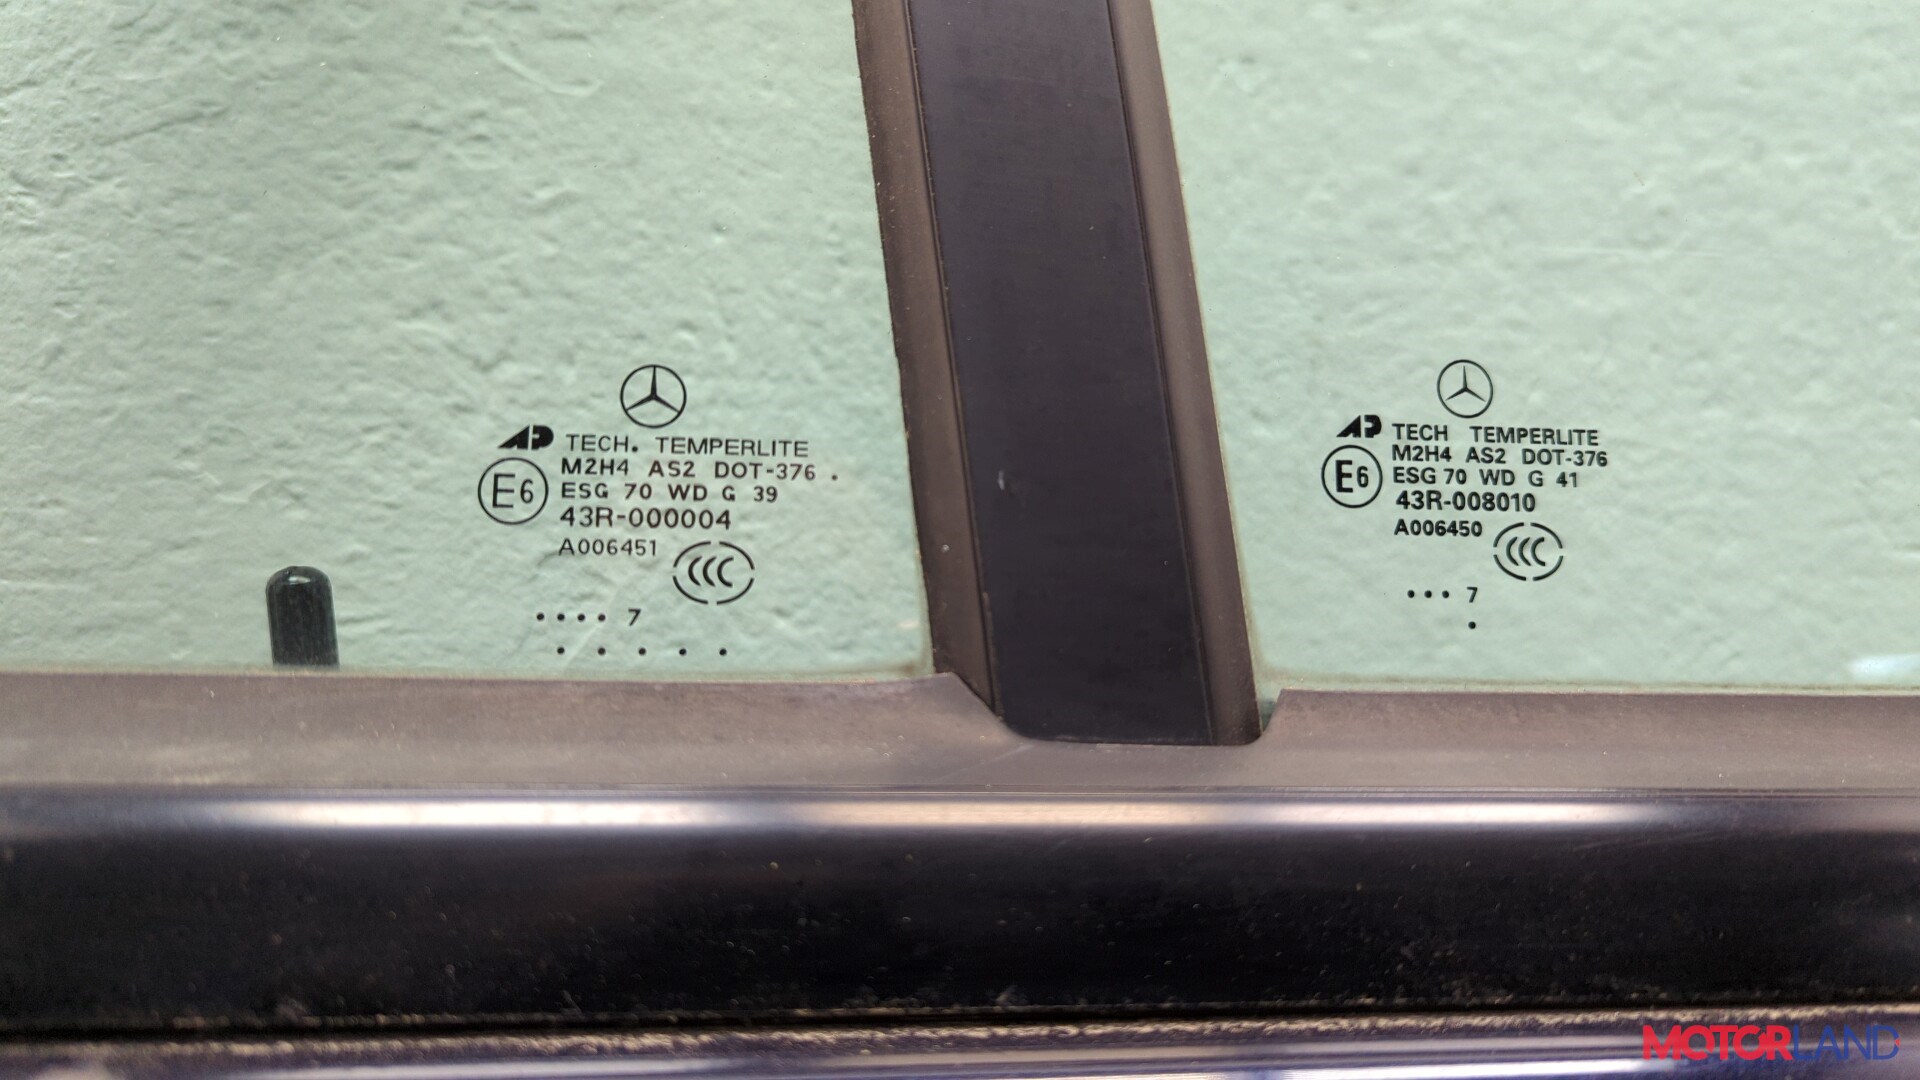 AP TECH. TEMPERLITE
M2H4 AS2 DOT-376 .
E6 ESG 70 WD G 39
43R-000004
A006451
CCC
.... 7
. . . . .
AP TECH TEMPERLITE
M2H4 AS2 DOT-376
E6 ESG 70 WD G 41
43R-008010
A006450
CCC
... 7
.
MOTORLAND